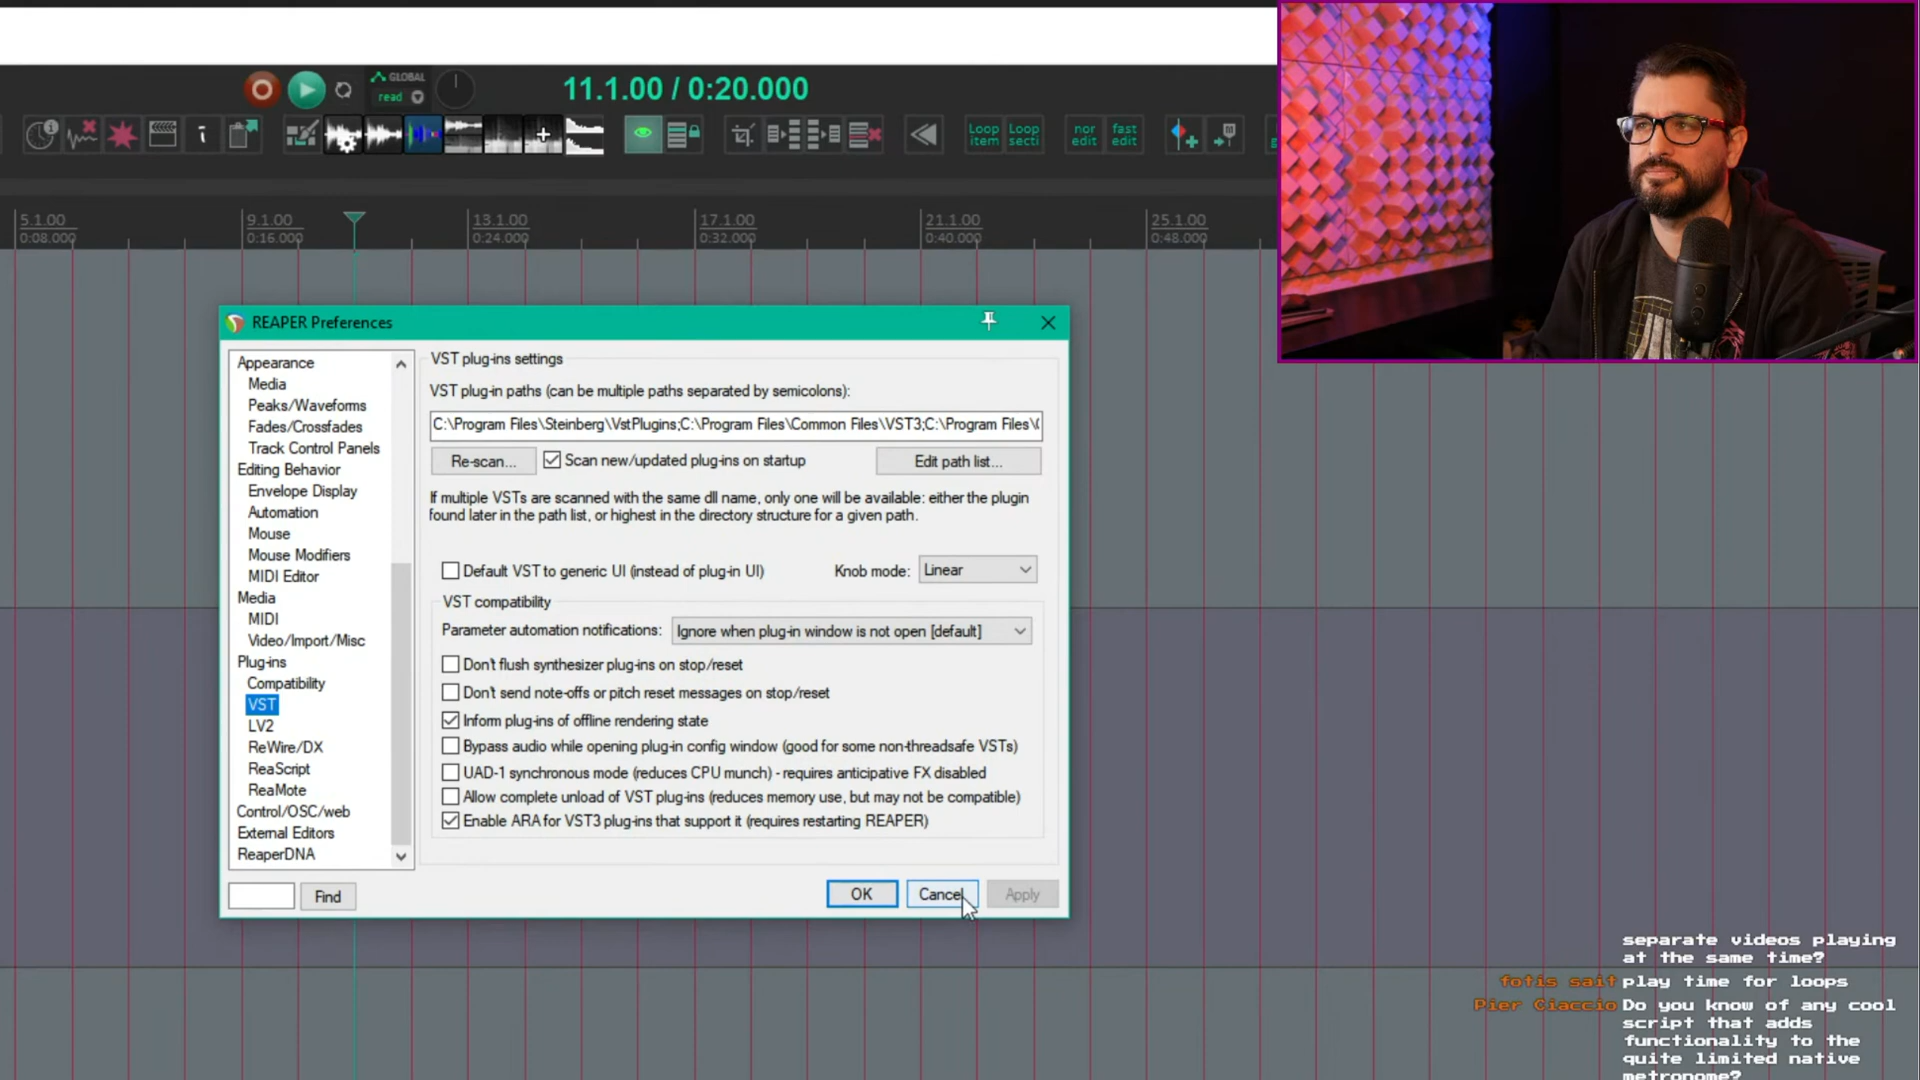 GLOBAL
read
11.1.00 / 0:20.000
Loop item
Loop secti
nor edit
fast edit
5.1.00
0:08.000
9.1.00
0:16.000
13.1.00
0:24.000
17.1.00
0:32.000
21.1.00
0:40.000
25.1.00
0:48.000
REAPER Preferences
Appearance
Media
Peaks/Waveforms
Fades/Crossfades
Track Control Panels
Editing Behavior
Envelope Display
Automation
Mouse
Mouse Modifiers
MIDI Editor
Media
MIDI
Video/Import/Misc
Plug-ins
Compatibility
VST
LV2
ReWire/DX
ReaScript
ReaMote
Control/OSC/web
External Editors
ReaperDNA
Find
VST plug-ins settings
VST plug-in paths (can be multiple paths separated by semicolons):
C:\Program Files\Steinberg\VstPlugins;C:\Program Files\Common Files\VST3;C:\Program Files\
Re-scan...
Scan new/updated plug-ins on startup
Edit path list...
If multiple VSTs are scanned with the same dll name, only one will be available: either the plugin
found later in the path list, or highest in the directory structure for a given path.
Default VST to generic UI (instead of plug-in UI)
Knob mode: Linear
VST compatibility
Parameter automation notifications: Ignore when plug-in window is not open [default]
Don't flush synthesizer plug-ins on stop/reset
Don't send note-offs or pitch reset messages on stop/reset
Inform plug-ins of offline rendering state
Bypass audio while opening plug-in config window (good for some non-threadsafe VSTs)
UAD-1 synchronous mode (reduces CPU munch) - requires anticipative FX disabled
Allow complete unload of VST plug-ins (reduces memory use, but may not be compatible)
Enable ARA for VST3 plug-ins that support it (requires restarting REAPER)
OK
Cancel
Apply
separate videos playing
at the same time?
fotis sait play time for loops
Pier Ciaccio Do you know of any cool
script that adds
functionality to the
quite limited native
metronome?